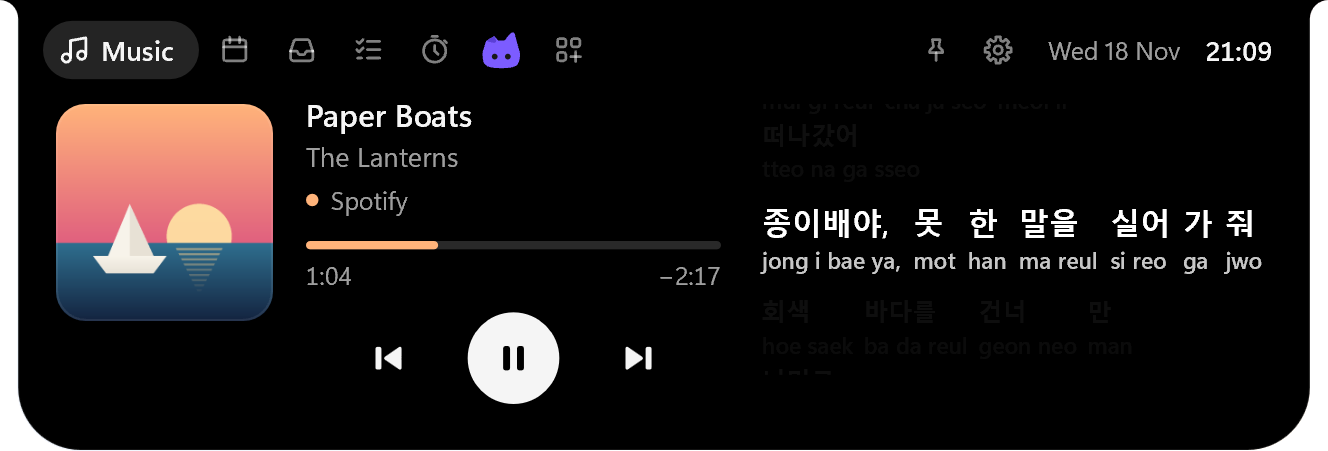 Music
Wed 18 Nov 21:09
Paper Boats
The Lanterns
Spotify
1:04
−2:17
떠나갔어
tteo na ga sseo
종이배야, 못 한 말을 실어 가 줘
jong i bae ya, mot han ma reul si reo ga jwo
회색 바다를 건너 만
hoe saek ba da reul geon neo man